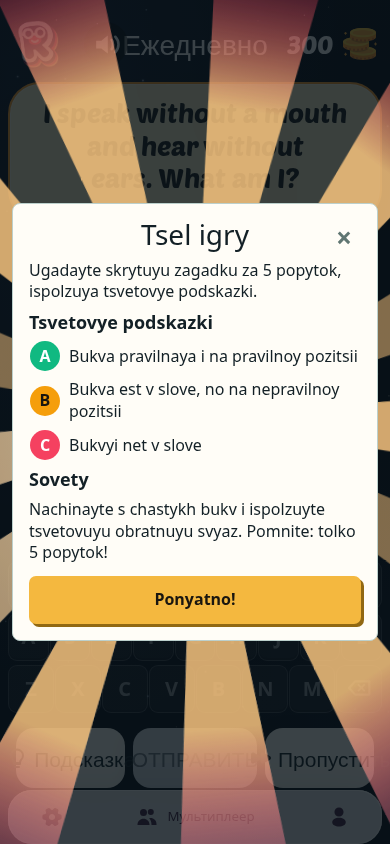 Ежедневно 300
I speak without a mouth
and hear without
ears. What am I?
Tsel igry ×
Ugadayte skrytuyu zagadku za 5 popytok,
ispolzuya tsvetovye podskazki.
Tsvetovye podskazki
A Bukva pravilnaya i na pravilnoy pozitsii
B Bukva est v slove, no na nepravilnoy
pozitsii
C Bukvyi net v slove
Sovety
Nachinayte s chastykh bukv i ispolzuyte
tsvetovuyu obratnuyu svyaz. Pomnite: tolko
5 popytok!
Ponyatno!
Z X C V B N M
Подсказк ОТПРАВИТЬ Пропусти
Мультиплеер